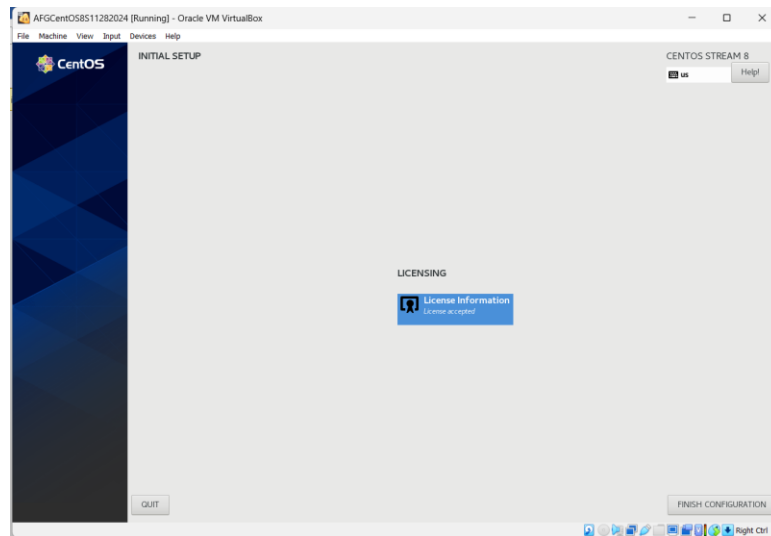 AFGCentOS8S11282024 [Running] - Oracle VM VirtualBox
File Machine View Input Devices Help
CentOS
INITIAL SETUP
CENTOS STREAM 8
us
Help!
LICENSING
License Information
License accepted
QUIT
FINISH CONFIGURATION
Right Ctrl